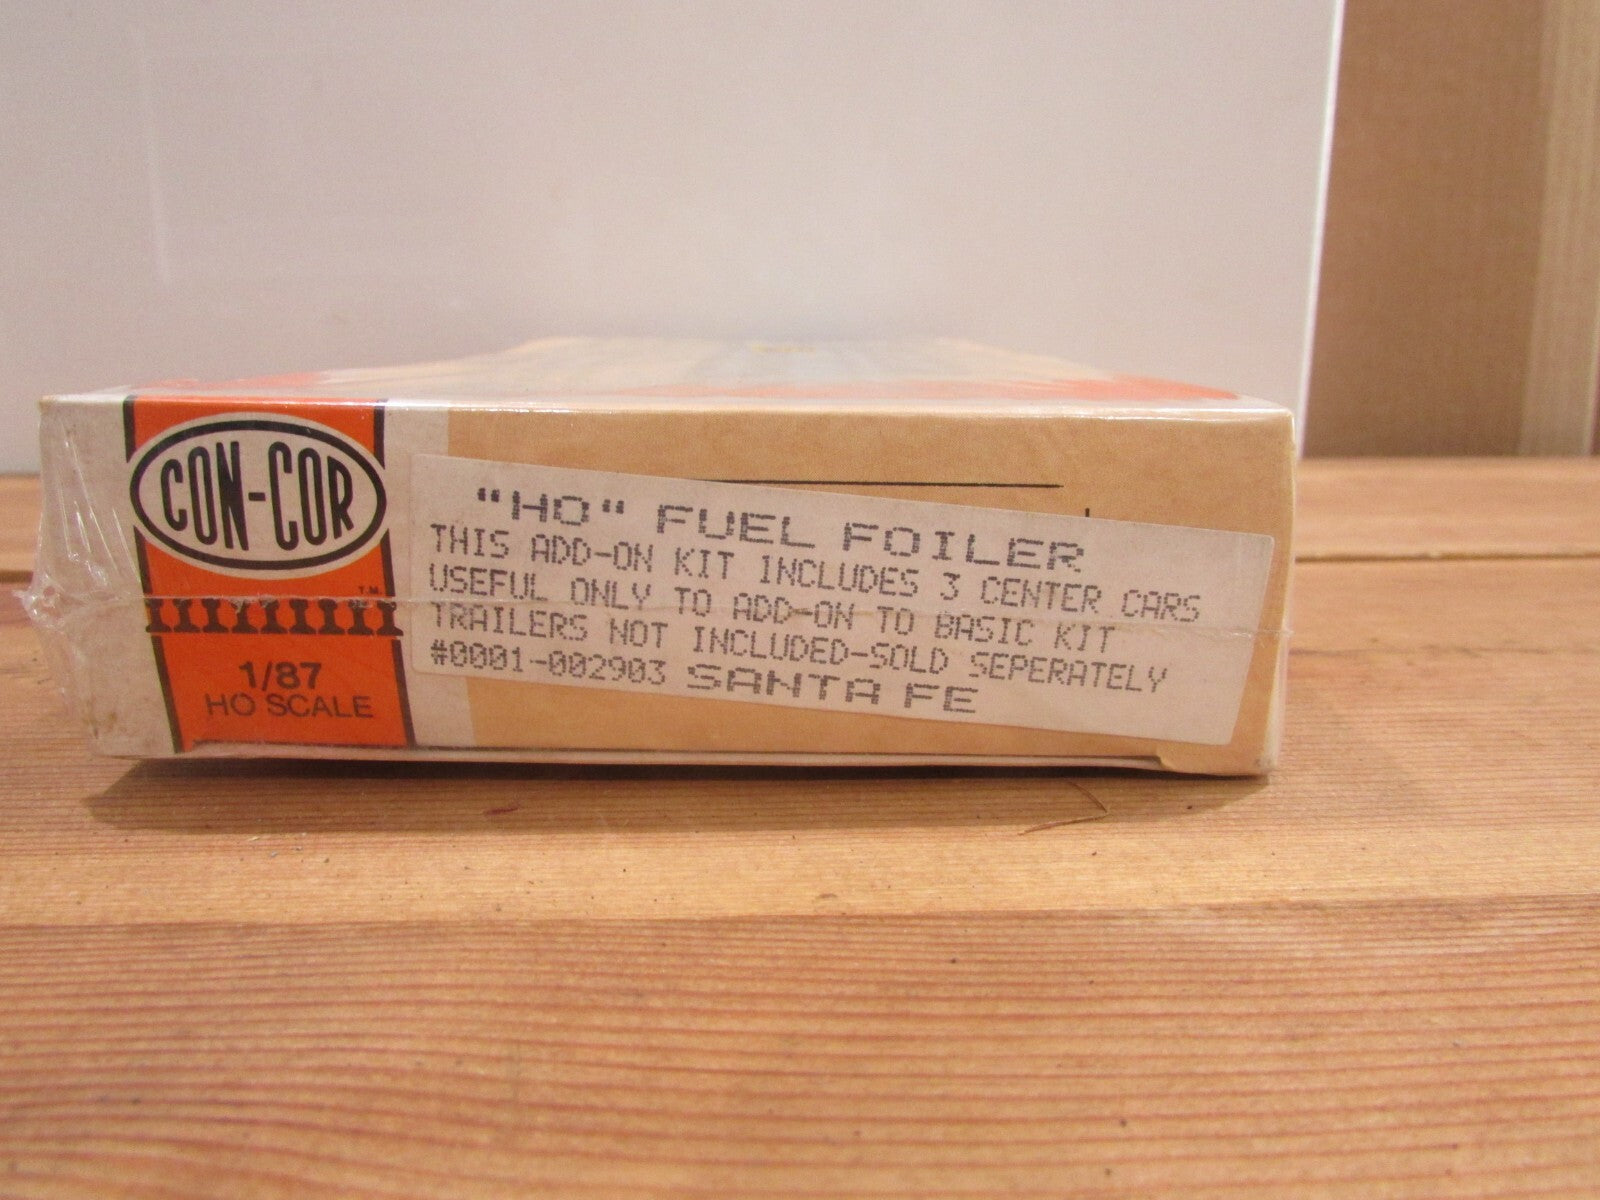 CON-COR
T.M.
1/87
HO SCALE
"HO" FUEL FOILER
THIS ADD-ON KIT INCLUDES 3 CENTER CARS
USEFUL ONLY TO ADD-ON TO BASIC KIT
TRAILERS NOT INCLUDED-SOLD SEPERATELY
#0001-002903 SANTA FE